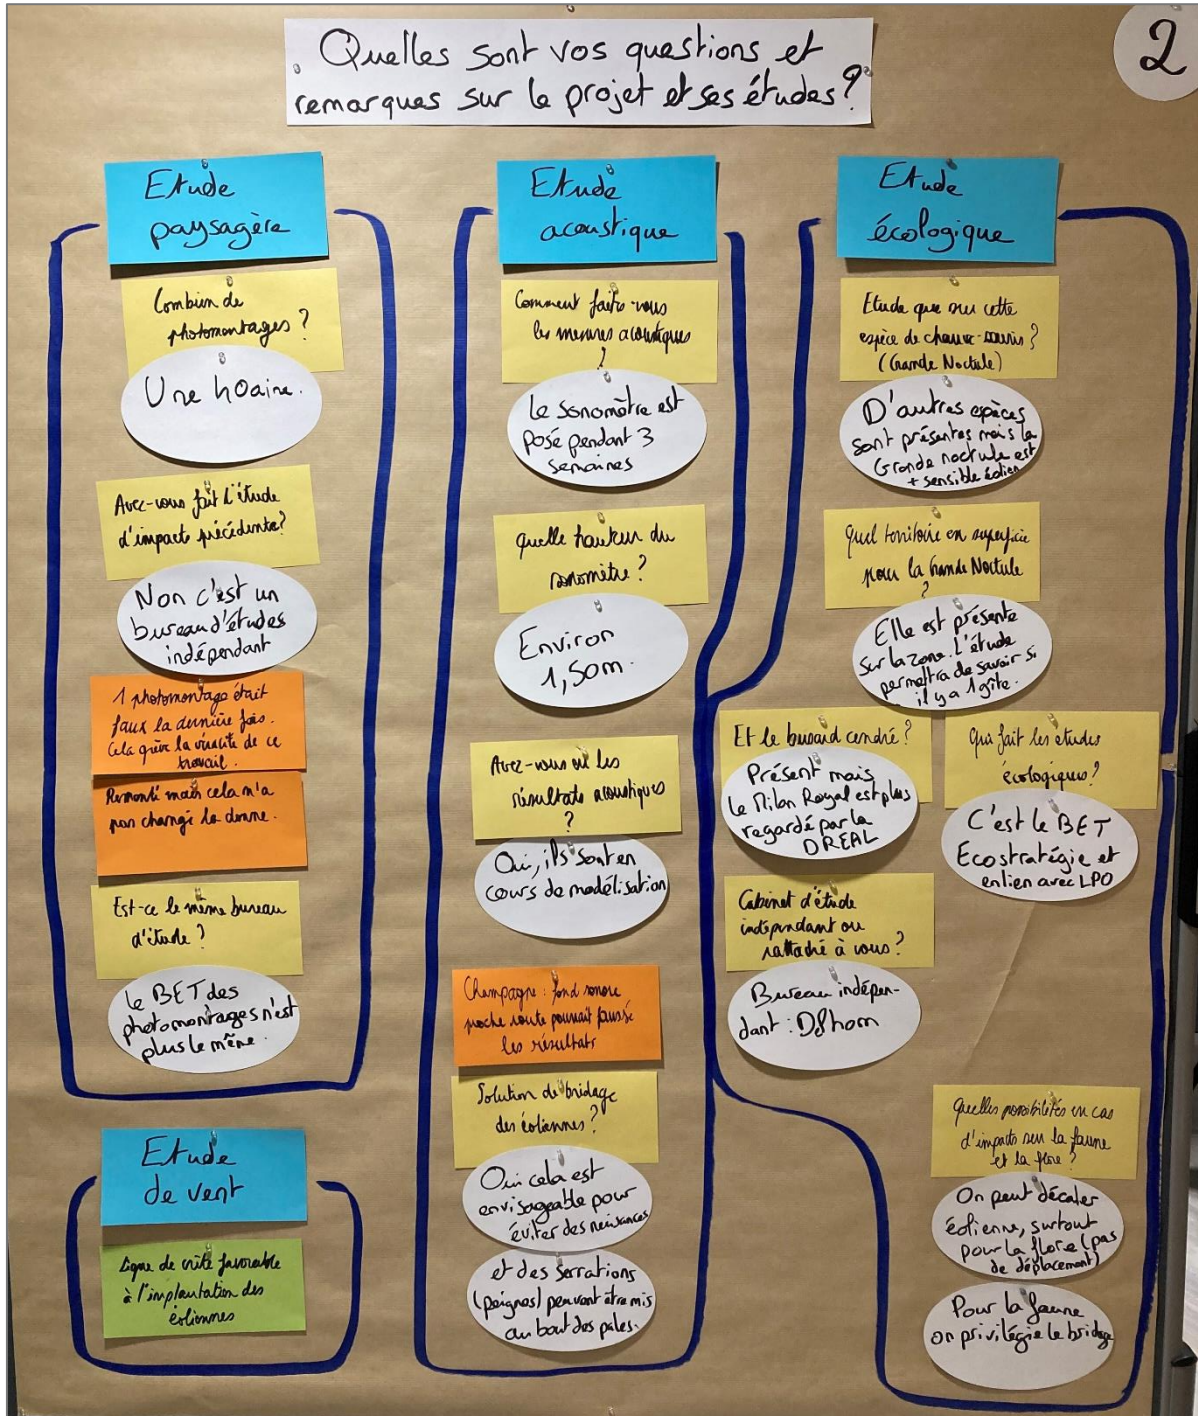 Quelles sont vos questions et
remarques sur le projet et ses études ?
2
Etude
paysagère
Combien de
photomontages ?
Une 40aine.
Avez-vous fait l'étude
d'impacts précédente ?
Non c'est un
bureau d'études
indépendant
1 photomontage était
faux la dernière fois.
Cela grève la véracité de ce
travail.
Remonté mais cela n'a
pas changé la donne.
Est-ce le même bureau
d'étude ?
Le BET des
photomontages n'est
plus le même.
Etude
de vent
Ligne de crête favorable
à l'implantation des
éoliennes
Etude
acoustique
Comment faites-vous
les mesures acoustiques
?
Le sonomètre est
posé pendant 3
semaines
Quelle hauteur du
sonomètre ?
Environ
1,50m.
Avez-vous eu les
résultats acoustiques
?
Oui, ils sont en
cours de modélisation
Champagne : fond sonore
proche route pourrait fausser
les résultats
Solution de bridage
des éoliennes ?
Oui cela est
envisageable pour
éviter des nuisances
et des serrations
(peignes) peuvent être mis
au bout des pales.
Etude
écologique
Etude que sur cette
espèce de chauve-souris ?
(Grande Noctule)
D'autres espèces
sont présentes mais la
Grande noctule est
+ sensible éolien
Quel territoire en superficie
pour la Grande Noctule
?
Elle est présente
sur la zone. L'étude
permettra de savoir si
il y a 1 gîte.
Et le busard cendré ?
Présent mais
le Milan Royal est plus
regardé par la
DREAL
Qui fait les études
écologiques ?
C'est le BET
Ecostratégie et
en lien avec LPO
Cabinet d'étude
indépendant ou
rattaché à vous ?
Bureau indépen-
dant : D8hom
Quelles possibilités en cas
d'impacts sur la faune
et la flore ?
On peut décaler
éolienne, surtout
pour la flore (pas
de déplacement)
Pour la faune
on privilégie le bridage